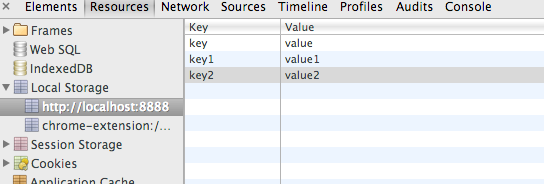 Elements Resources Network Sources Timeline Profiles Audits Console
Frames
Web SQL
IndexedDB
Local Storage
http://localhost:8888
chrome-extension:/...
Session Storage
Cookies
Application Cache
Key Value
key value
key1 value1
key2 value2